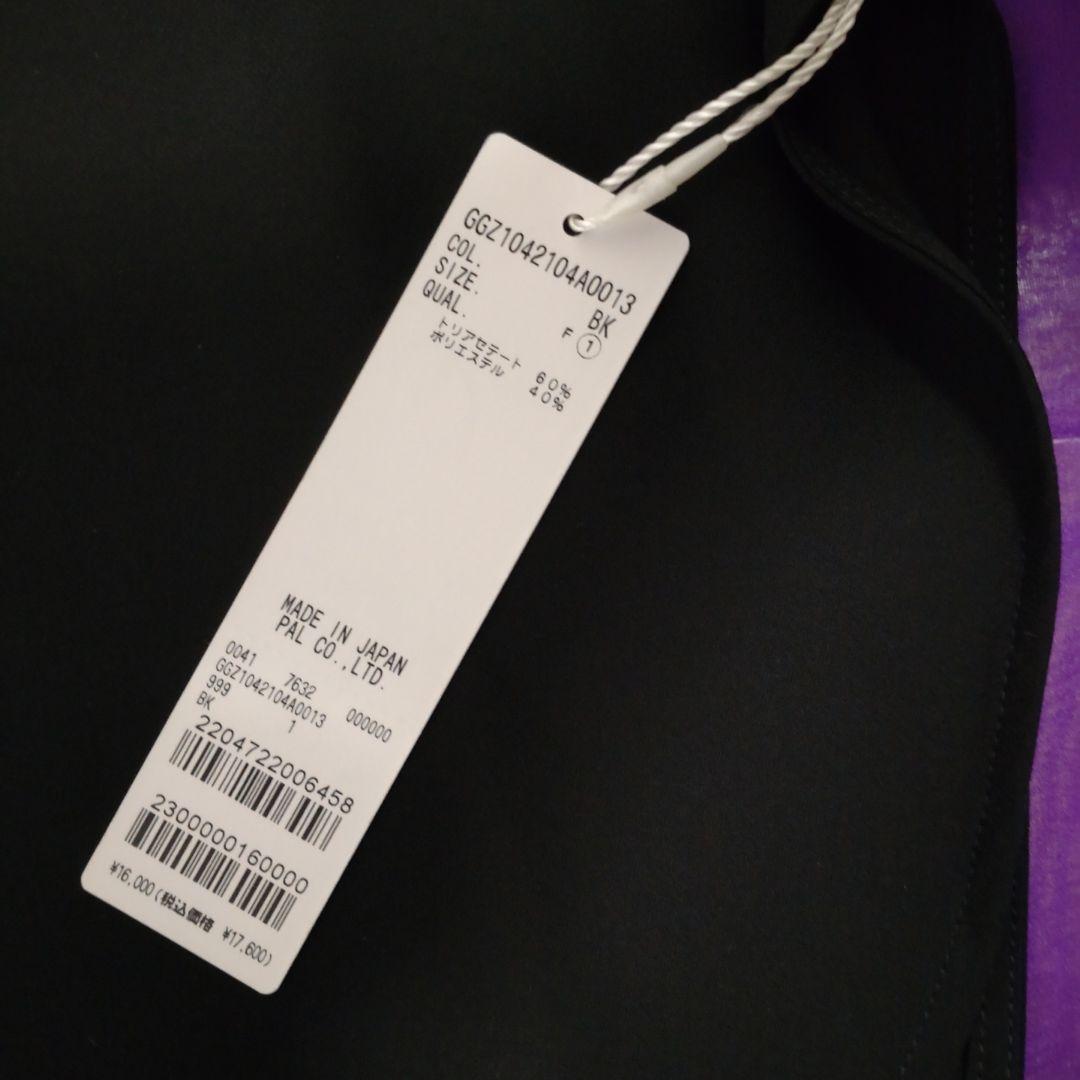 GGZ1042104A0013
COL. BK
SIZE. F ①
QUAL.
トリアセテート 60%
ポリエステル 40%
MADE IN JAPAN
PAL CO.,LTD.
0041 7632 000000
GGZ1042104A0013
999 1
BK
2204722006458
2300000160000
¥16,000(税込価格 ¥17,600)